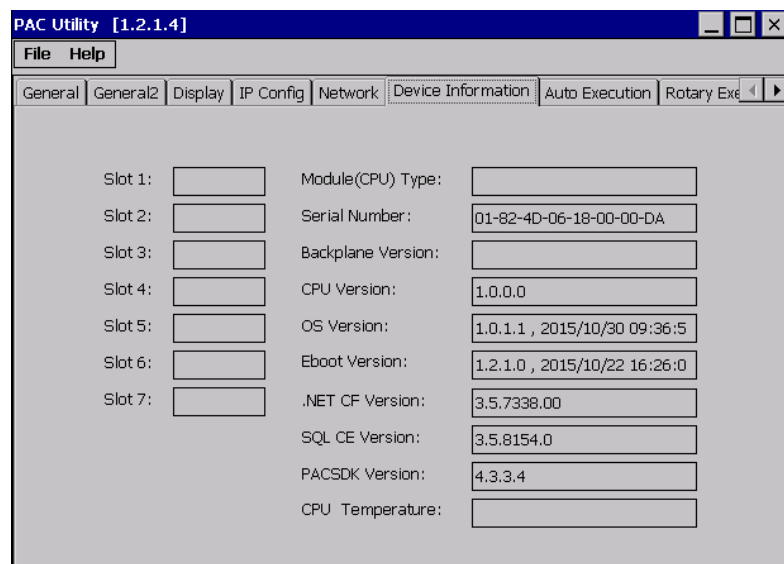 PAC Utility [1.2.1.4]
File Help
General General2 Display IP Config Network Device Information Auto Execution Rotary Exe
Slot 1: Module(CPU) Type:
Slot 2: Serial Number: 01-82-4D-06-18-00-00-DA
Slot 3: Backplane Version:
Slot 4: CPU Version: 1.0.0.0
Slot 5: OS Version: 1.0.1.1 , 2015/10/30 09:36:5
Slot 6: Eboot Version: 1.2.1.0 , 2015/10/22 16:26:0
Slot 7: .NET CF Version: 3.5.7338.00
SQL CE Version: 3.5.8154.0
PACSDK Version: 4.3.3.4
CPU Temperature: